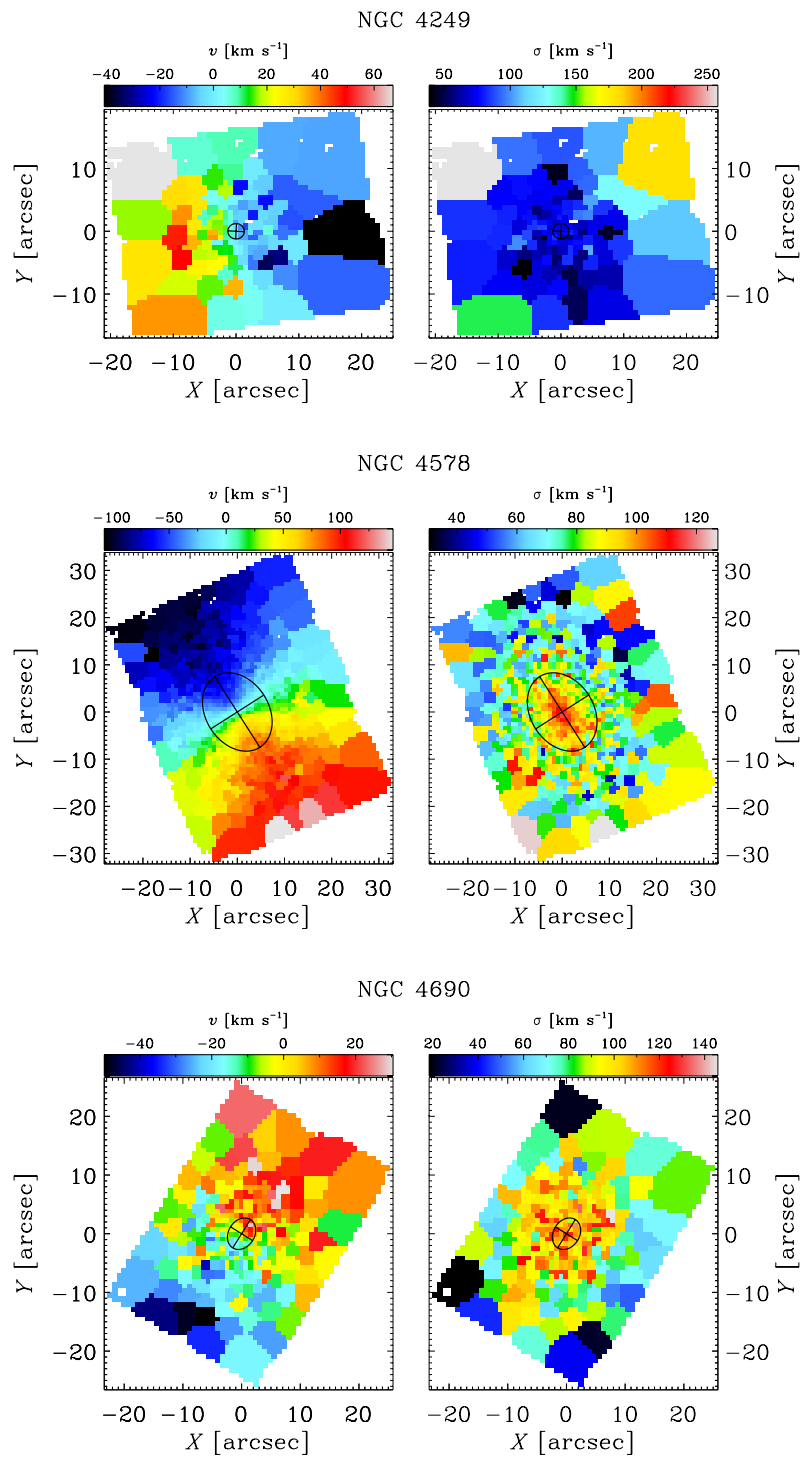 NGC 4249
v [km s⁻¹] σ [km s⁻¹]
−40 −20 0 20 40 60 50 100 150 200 250
10 10
0 0
−10 −10
Y [arcsec] Y [arcsec]
−20 −10 0 10 20 −20 −10 0 10 20
X [arcsec] X [arcsec]
NGC 4578
v [km s⁻¹] σ [km s⁻¹]
−100 −50 0 50 100 40 60 80 100 120
30 30
20 20
10 10
0 0
−10 −10
−20 −20
−30 −30
Y [arcsec] Y [arcsec]
−20 −10 0 10 20 30 −20 −10 0 10 20 30
X [arcsec] X [arcsec]
NGC 4690
v [km s⁻¹] σ [km s⁻¹]
−40 −20 0 20 20 40 60 80 100 120 140
20 20
10 10
0 0
−10 −10
−20 −20
Y [arcsec] Y [arcsec]
−20 −10 0 10 20 −20 −10 0 10 20
X [arcsec] X [arcsec]